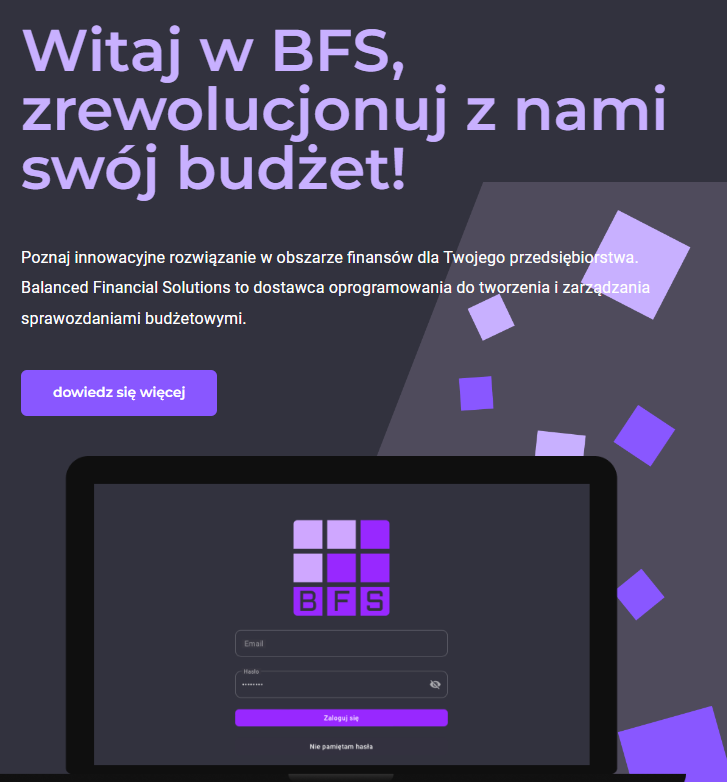 Witaj w BFS,
zrewolucjonuj z nami
swój budżet!
Poznaj innowacyjne rozwiązanie w obszarze finansów dla Twojego przedsiębiorstwa.
Balanced Financial Solutions to dostawca oprogramowania do tworzenia i zarządzania
sprawozdaniami budżetowymi.
dowiedz się więcej
BFS
Email
Hasło
••••••••
Zaloguj się
Nie pamiętam hasła